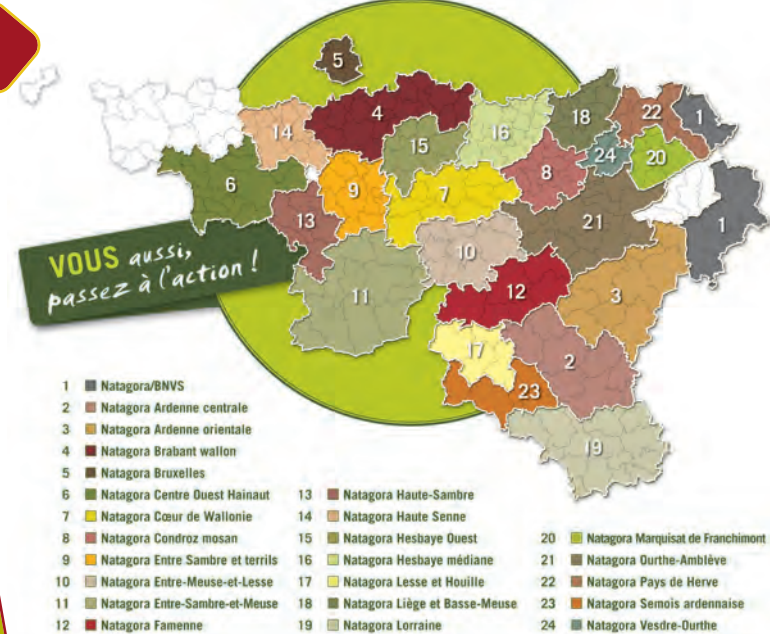 5
4
14
15
16
18
22
1
24
20
6
9
7
8
13
21
1
10
VOUS aussi,
passez à l'action !
11
12
3
17
2
23
19
1 Natagora/BNVS
2 Natagora Ardenne centrale
3 Natagora Ardenne orientale
4 Natagora Brabant wallon
5 Natagora Bruxelles
6 Natagora Centre Ouest Hainaut
7 Natagora Cœur de Wallonie
8 Natagora Condroz mosan
9 Natagora Entre Sambre et terrils
10 Natagora Entre-Meuse-et-Lesse
11 Natagora Entre-Sambre-et-Meuse
12 Natagora Famenne
13 Natagora Haute-Sambre
14 Natagora Haute Senne
15 Natagora Hesbaye Ouest
16 Natagora Hesbaye médiane
17 Natagora Lesse et Houille
18 Natagora Liège et Basse-Meuse
19 Natagora Lorraine
20 Natagora Marquisat de Franchimont
21 Natagora Ourthe-Amblève
22 Natagora Pays de Herve
23 Natagora Semois ardennaise
24 Natagora Vesdre-Ourthe